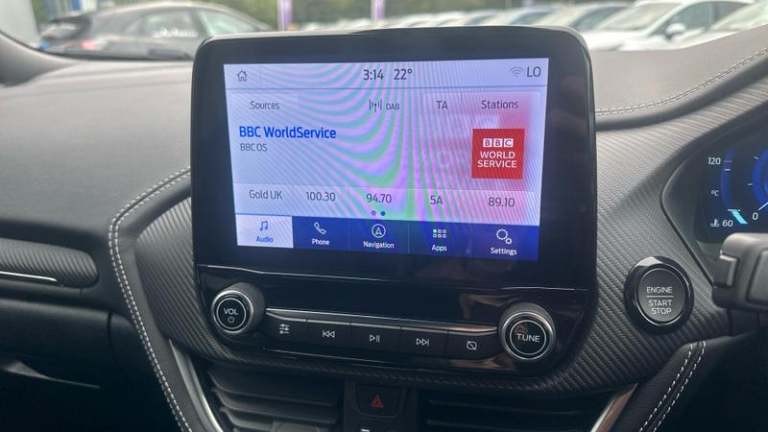 3:14 22° LO
Sources DAB TA Stations
BBC WorldService
BBC OS
BBC
WORLD
SERVICE
Gold UK 100.30 94.70 5A 89.10
Audio Phone Navigation Apps Settings
VOL
TUNE
ENGINE
START
STOP
120
°C
60
0